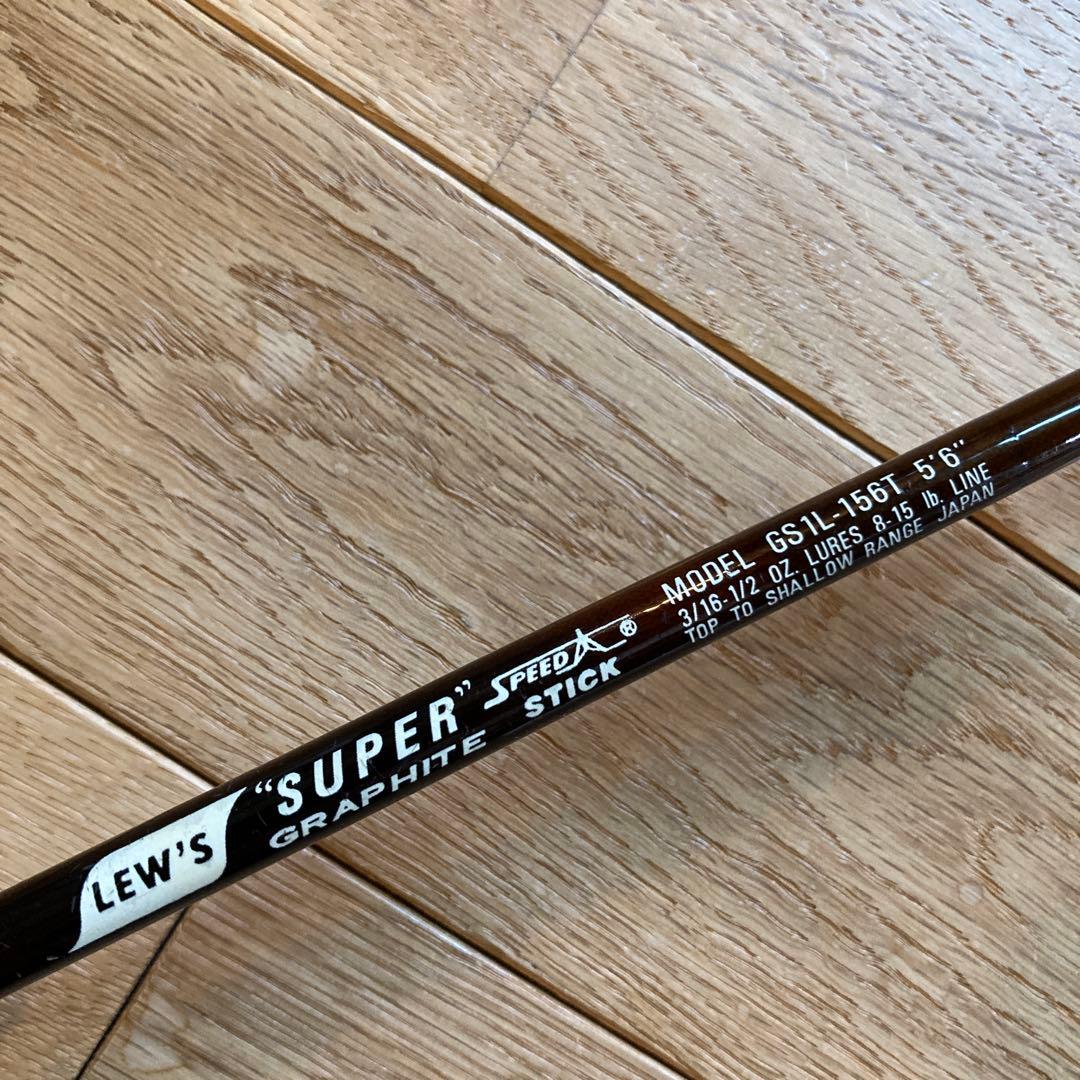 LEW'S
"SUPER" SPEED ®
GRAPHITE STICK
MODEL GS1L-156T 5'6"
3/16-1/2 OZ. LURES 8-15 lb. LINE
TOP TO SHALLOW RANGE JAPAN